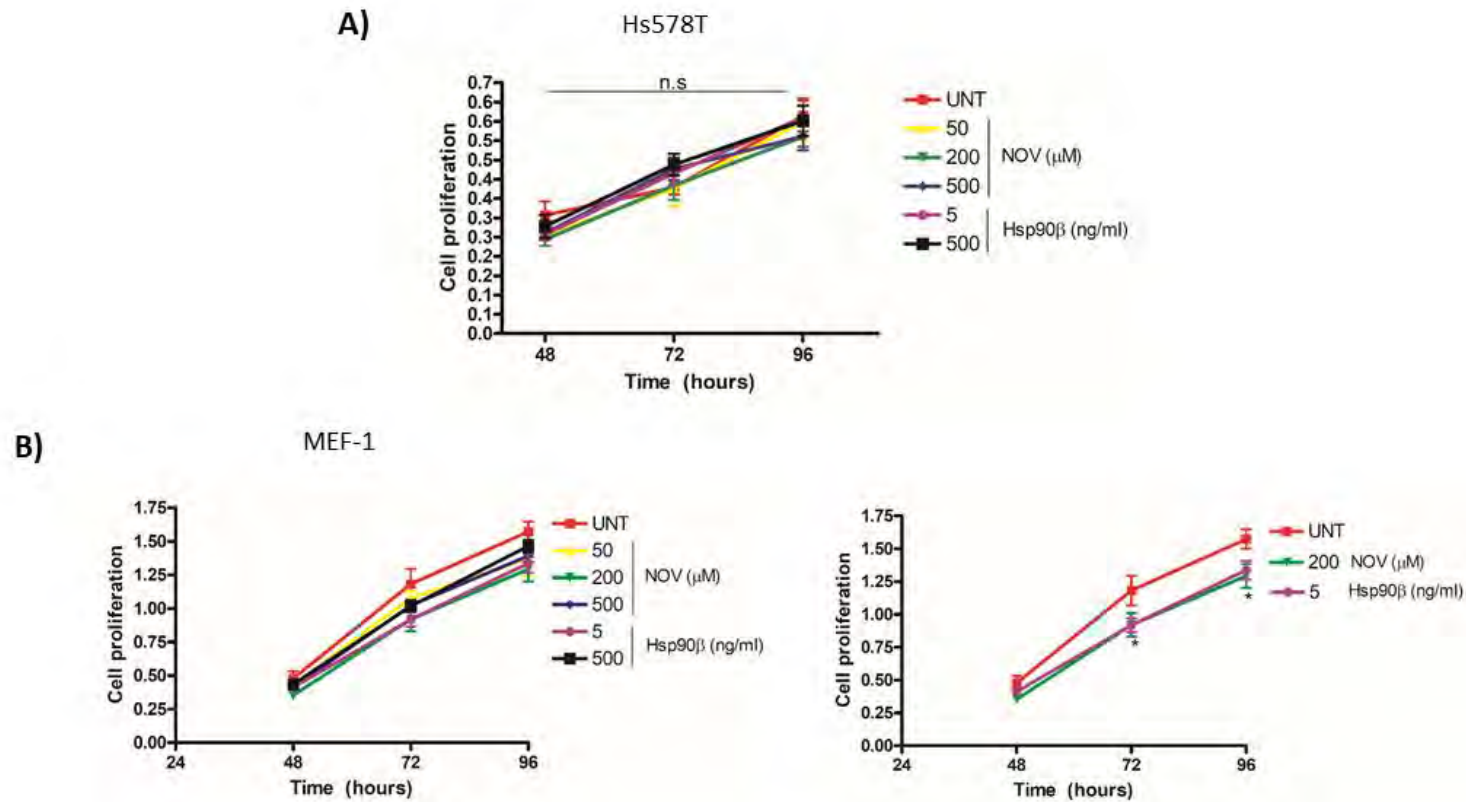 A)
Hs578T
n.s
0.7
0.6
0.6
0.5
0.5
0.4
0.4
0.3
0.3
0.2
0.2
0.1
0.1
0.0
Cell proliferation
48 72 96
Time (hours)
UNT
50
200 NOV (μM)
500
5
Hsp90β (ng/ml)
500
B)
MEF-1
1.75
1.50
1.25
1.00
0.75
0.50
0.25
0.00
Cell proliferation
24 48 72 96
Time (hours)
UNT
50
200 NOV (μM)
500
5
Hsp90β (ng/ml)
500
1.75
1.50
1.25
1.00
0.75
0.50
0.25
0.00
Cell proliferation
24 48 72 96
Time (hours)
* *
UNT
200 NOV (μM)
5 Hsp90β (ng/ml)